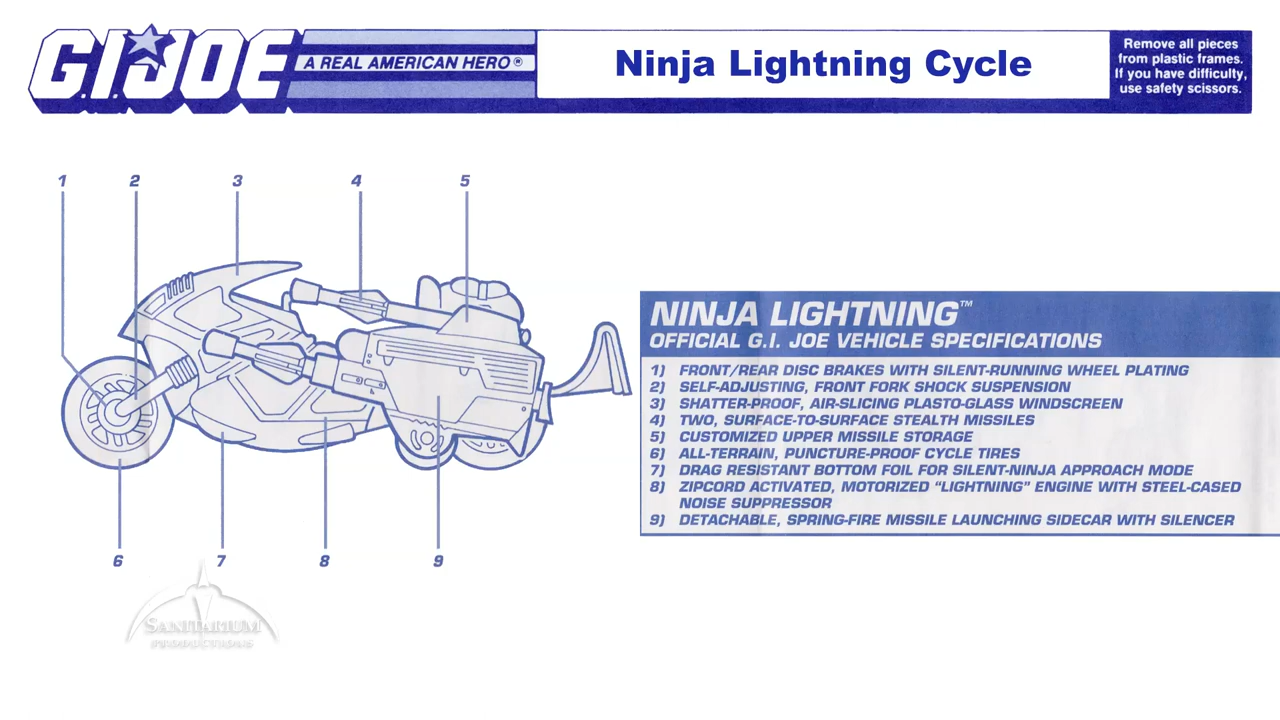 G.I. JOE
A REAL AMERICAN HERO®
Ninja Lightning Cycle
Remove all pieces
from plastic frames.
If you have difficulty,
use safety scissors.
1 2 3 4 5
NINJA LIGHTNING™
OFFICIAL G.I. JOE VEHICLE SPECIFICATIONS
1) FRONT/REAR DISC BRAKES WITH SILENT-RUNNING WHEEL PLATING
2) SELF-ADJUSTING, FRONT FORK SHOCK SUSPENSION
3) SHATTER-PROOF, AIR-SLICING PLASTO-GLASS WINDSCREEN
4) TWO, SURFACE-TO-SURFACE STEALTH MISSILES
5) CUSTOMIZED UPPER MISSILE STORAGE
6) ALL-TERRAIN, PUNCTURE-PROOF CYCLE TIRES
7) DRAG RESISTANT BOTTOM FOIL FOR SILENT-NINJA APPROACH MODE
8) ZIPCORD ACTIVATED, MOTORIZED "LIGHTNING" ENGINE WITH STEEL-CASED
NOISE SUPPRESSOR
9) DETACHABLE, SPRING-FIRE MISSILE LAUNCHING SIDECAR WITH SILENCER
6 7 8 9
SANITARIUM
PRODUCTIONS